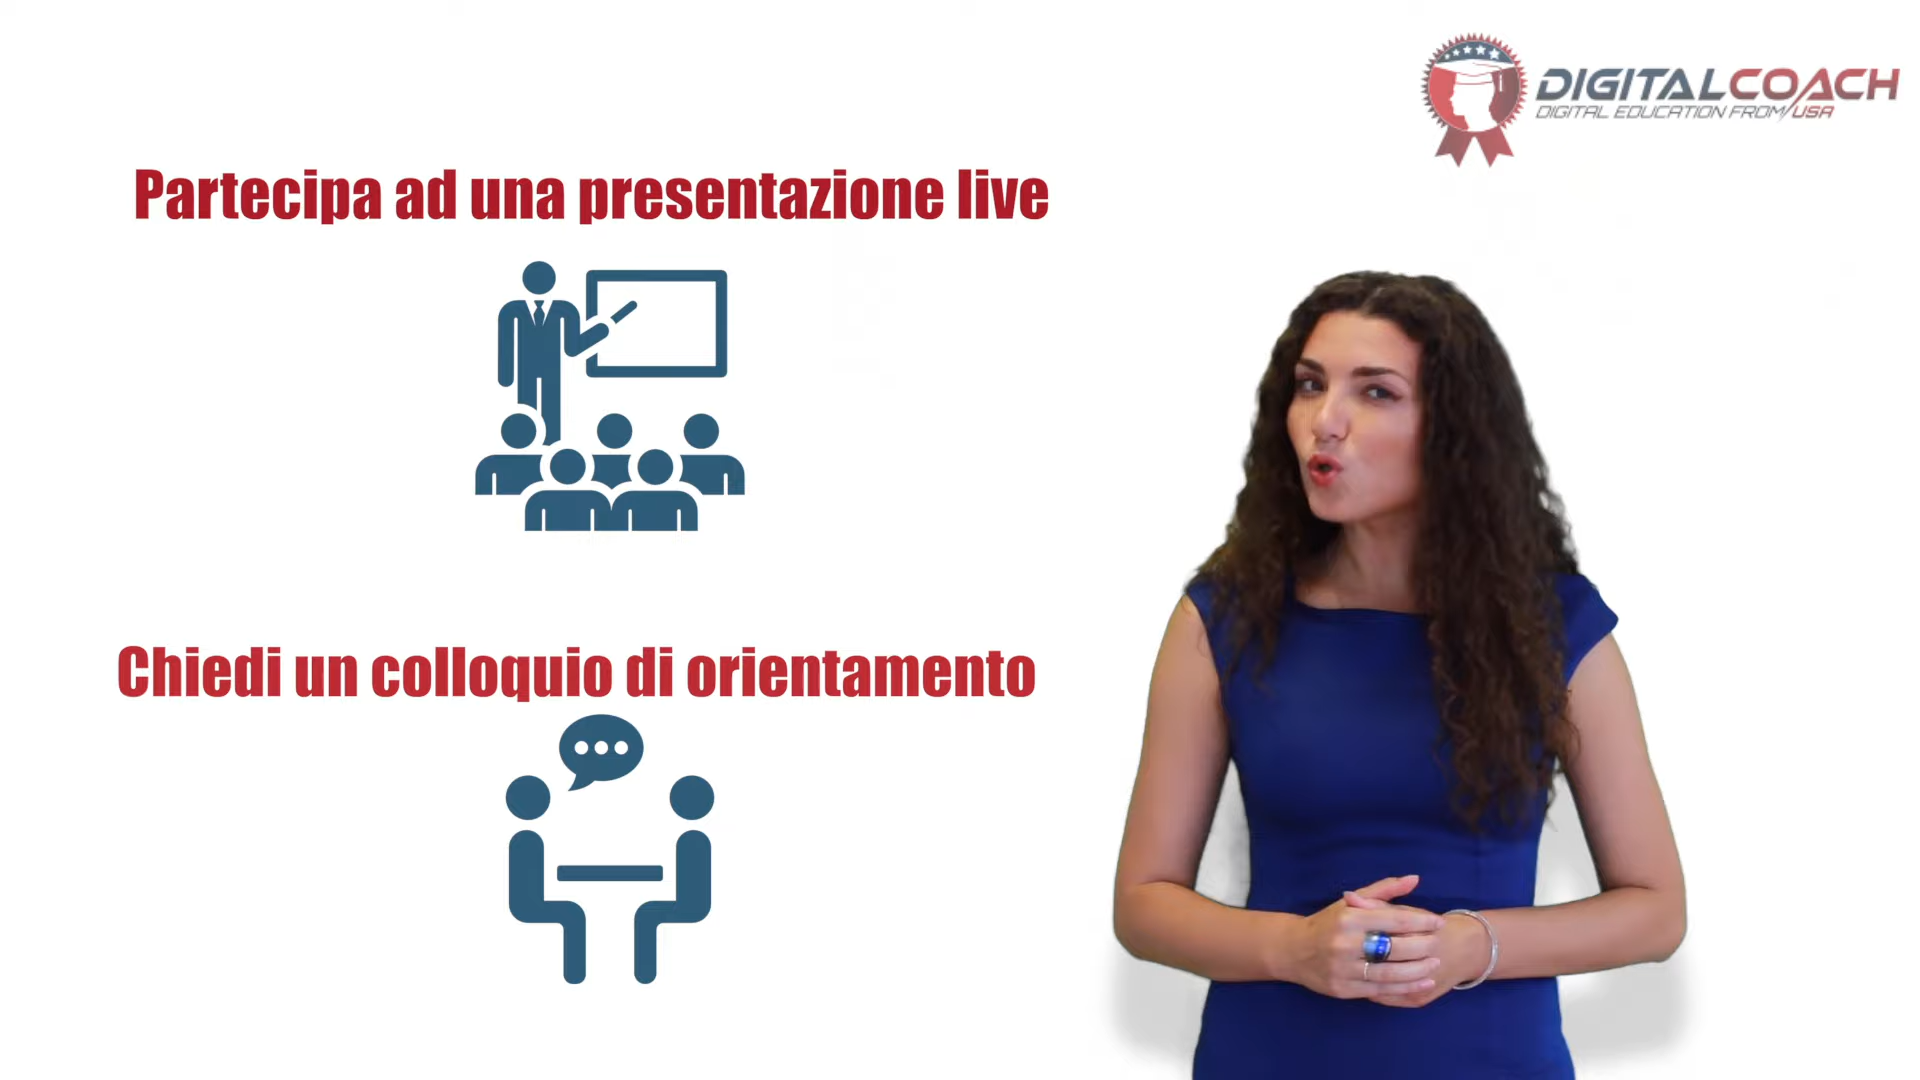 DIGITALCOACH
DIGITAL EDUCATION FROM/USA
Partecipa ad una presentazione live
Chiedi un colloquio di orientamento